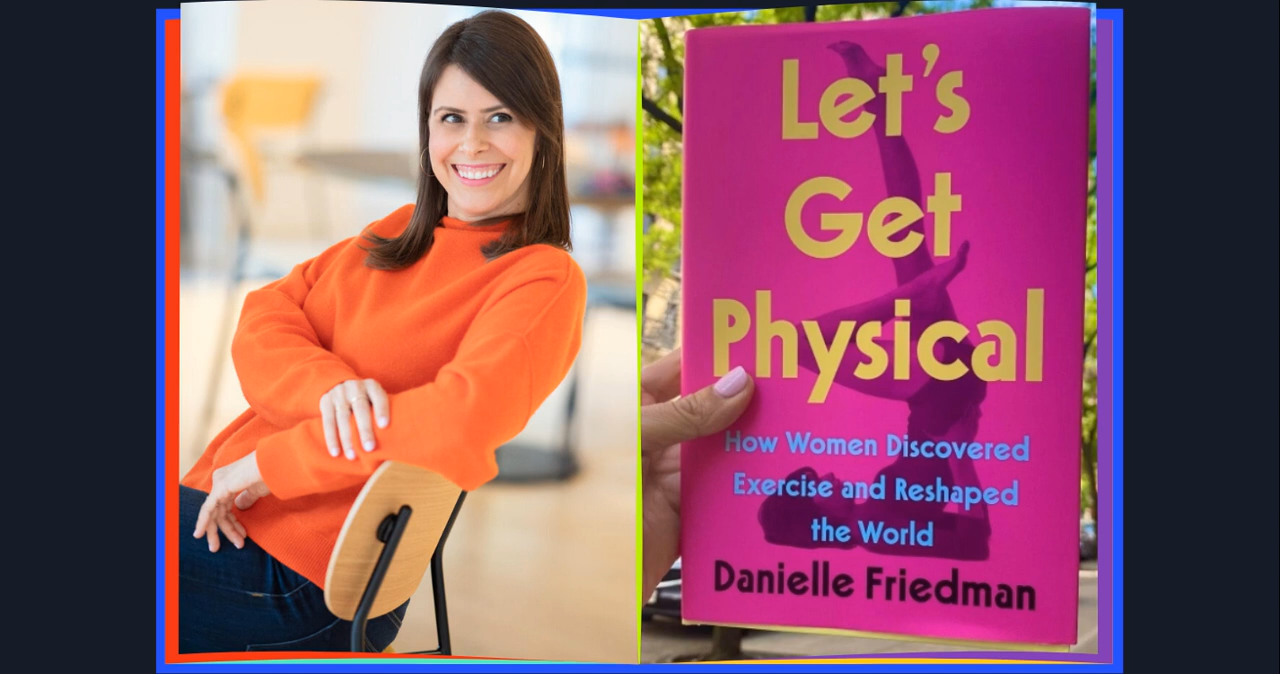 Let's
Get
Physical
How Women Discovered
Exercise and Reshaped
the World
Danielle Friedman